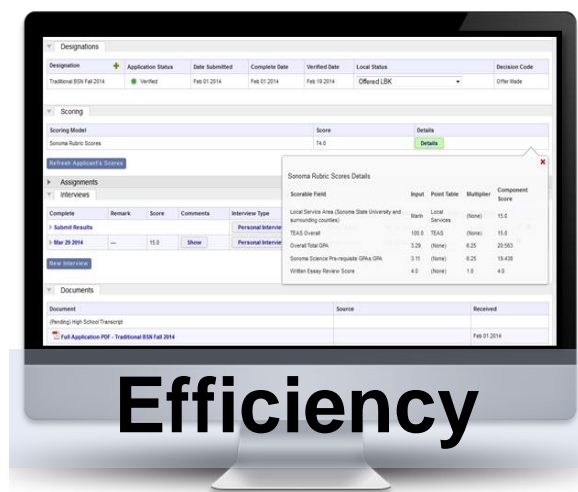 Designations
Designation Application Status Date Submitted Complete Date Verified Date Local Status Decision Code
Traditional BSN Fall 2014 Verified Feb 01 2014 Feb 01 2014 Feb 19 2014 Offered LBK Offer Made
Scoring
Scoring Model Score Details
Sonoma Rubric Scores 74.0 Details
Refresh Applicant's Scores
Assignments
Interviews
Complete Remark Score Comments Interview Type
Submit Results Personal Intervie
Mar 20 2014 --- 15.0 Show Personal Intervie
New Interview
Sonoma Rubric Scores Details
Scorable Field Input Point Table Multiplier Component Score
Local Service Area (Sonoma State University and surrounding counties) Marin Local Services (None) 15.0
TEAS Overall 100.0 TEAS (None) 15.0
Overall Total GPA 3.29 (None) 6.25 20.563
Sonoma Science Pre-requisite GPAs GPA 3.11 (None) 6.25 19.438
Written Essay Review Score 4.0 (None) 1.0 4.0
Documents
Document Source Received
(Pending) High School Transcript
Full Application PDF - Traditional BSN Fall 2014 Feb 01 2014
Efficiency